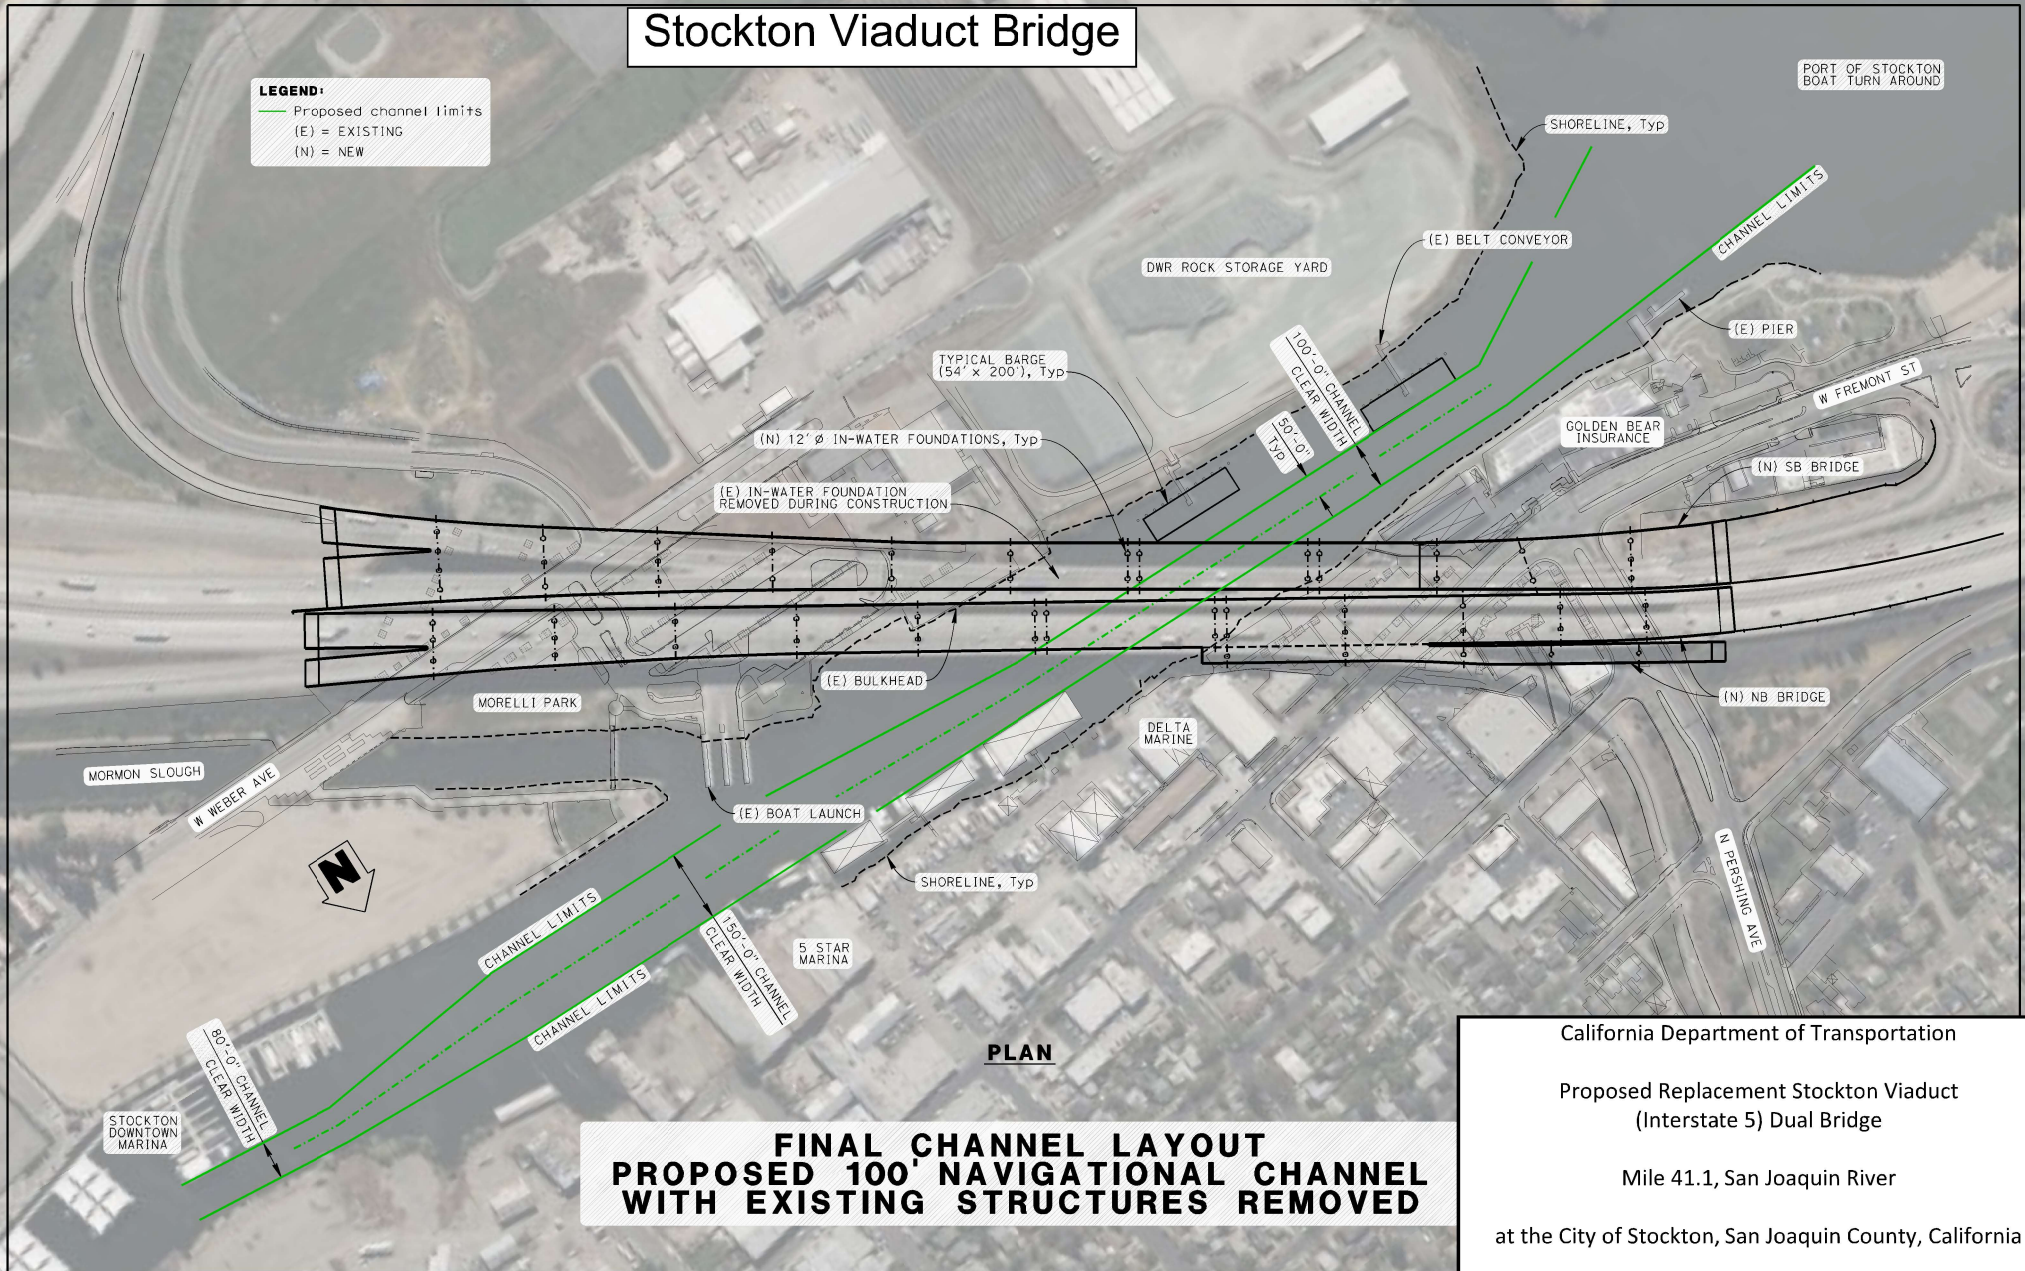 Stockton Viaduct Bridge
LEGEND:
Proposed channel limits
(E) = EXISTING
(N) = NEW
PORT OF STOCKTON
BOAT TURN AROUND
SHORELINE, Typ
CHANNEL LIMITS
(E) BELT CONVEYOR
DWR ROCK STORAGE YARD
(E) PIER
TYPICAL BARGE
(54' x 200'), Typ
100'-0" CHANNEL
CLEAR WIDTH
50'-0"
Typ
W FREMONT ST
GOLDEN BEAR
INSURANCE
(N) 12' Ø IN-WATER FOUNDATIONS, Typ
(N) SB BRIDGE
(E) IN-WATER FOUNDATION
REMOVED DURING CONSTRUCTION
(E) BULKHEAD
MORELLI PARK
(N) NB BRIDGE
DELTA
MARINE
MORMON SLOUGH
W WEBER AVE
(E) BOAT LAUNCH
N
SHORELINE, Typ
N PERSHING AVE
CHANNEL LIMITS
150'-0" CHANNEL
CLEAR WIDTH
5 STAR
MARINA
CHANNEL LIMITS
80'-0" CHANNEL
CLEAR WIDTH
STOCKTON
DOWNTOWN
MARINA
PLAN
FINAL CHANNEL LAYOUT
PROPOSED 100' NAVIGATIONAL CHANNEL
WITH EXISTING STRUCTURES REMOVED
California Department of Transportation
Proposed Replacement Stockton Viaduct
(Interstate 5) Dual Bridge
Mile 41.1, San Joaquin River
at the City of Stockton, San Joaquin County, California